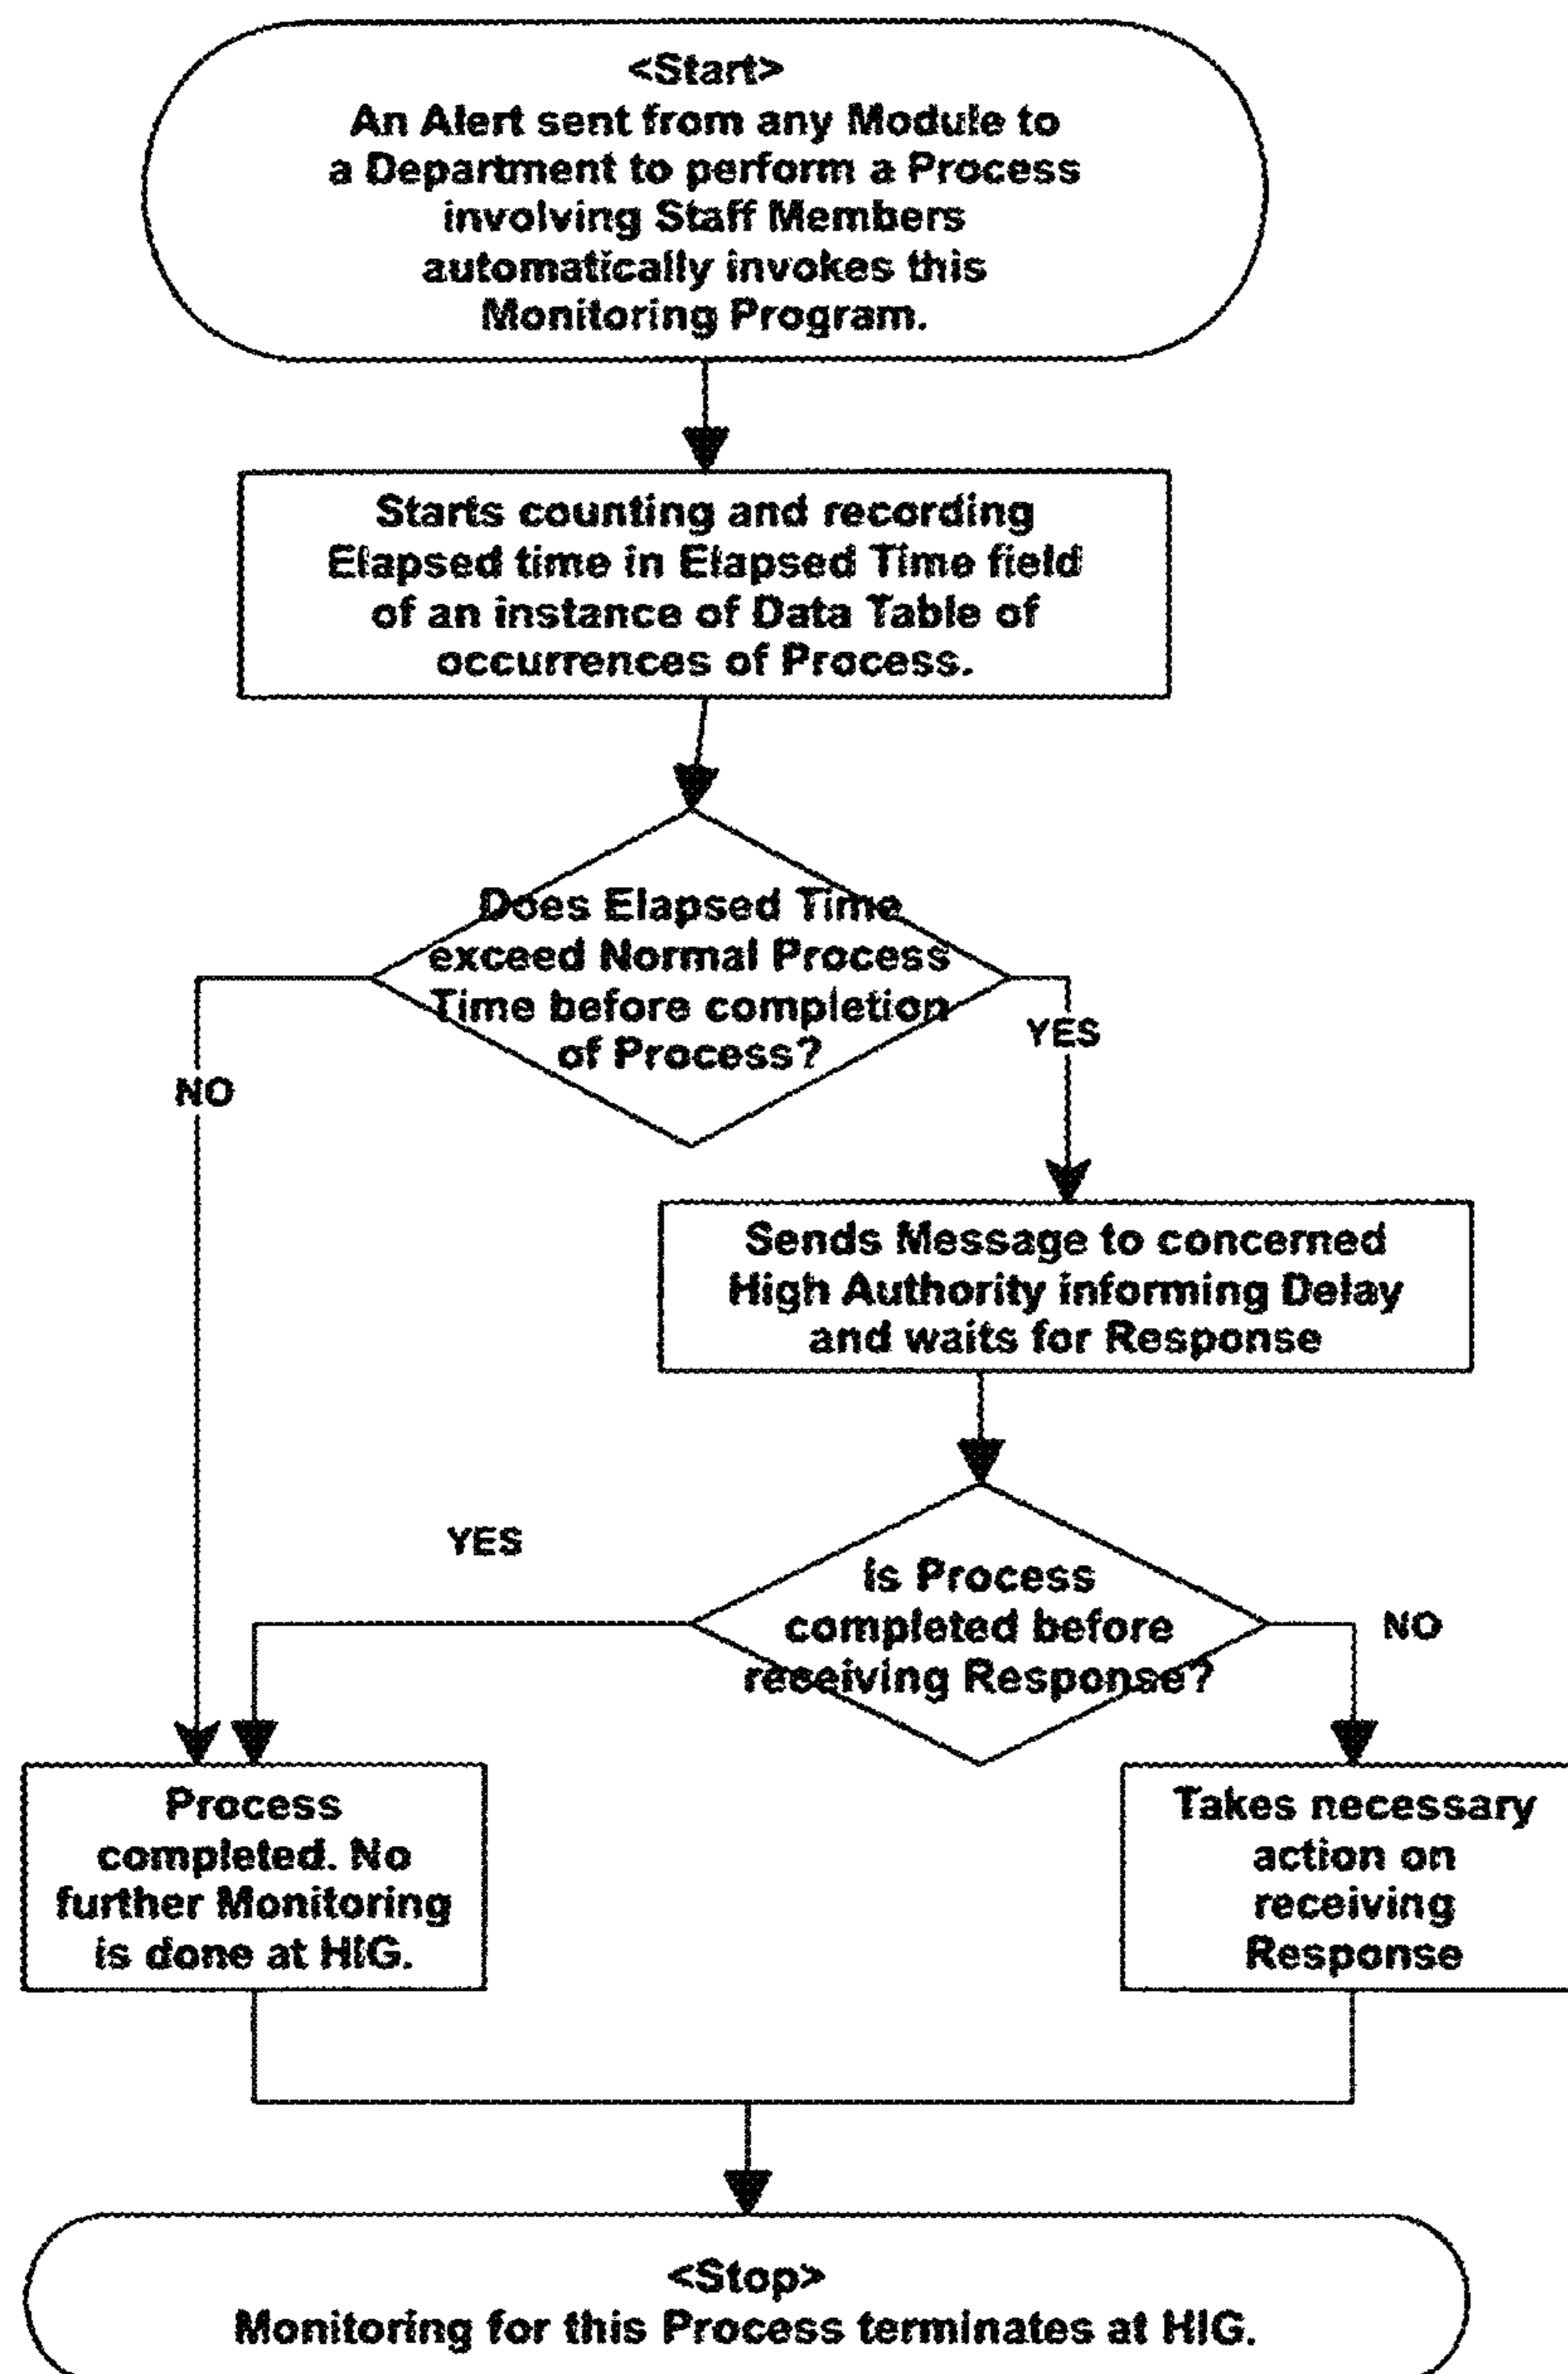 <Start>
An Alert sent from any Module to
a Department to perform a Process
involving Staff Members
automatically invokes this
Monitoring Program.
Starts counting and recording
Elapsed time in Elapsed Time field
of an instance of Data Table of
occurrences of Process.
Does Elapsed Time
exceed Normal Process
Time before completion
of Process?
YES
NO
Sends Message to concerned
High Authority informing Delay
and waits for Response
YES
Is Process
completed before
receiving Response?
NO
Process
completed. No
further Monitoring
is done at HIG.
Takes necessary
action on
receiving
Response
<Stop>
Monitoring for this Process terminates at HIG.